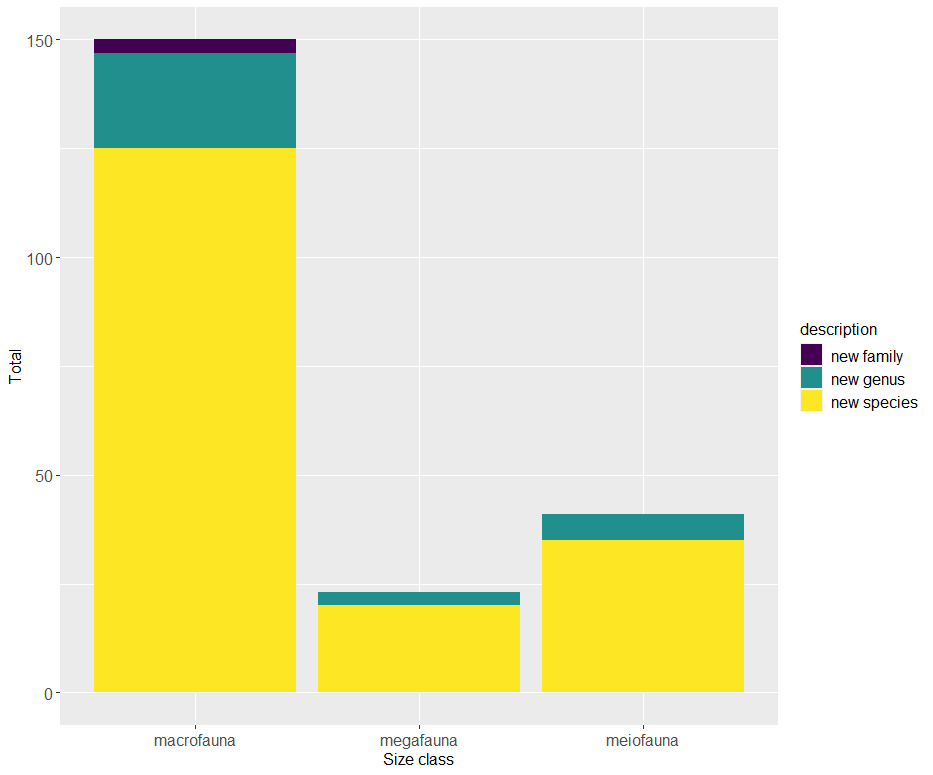 150
100
50
0
Total
macrofauna megafauna meiofauna
Size class
description
new family
new genus
new species